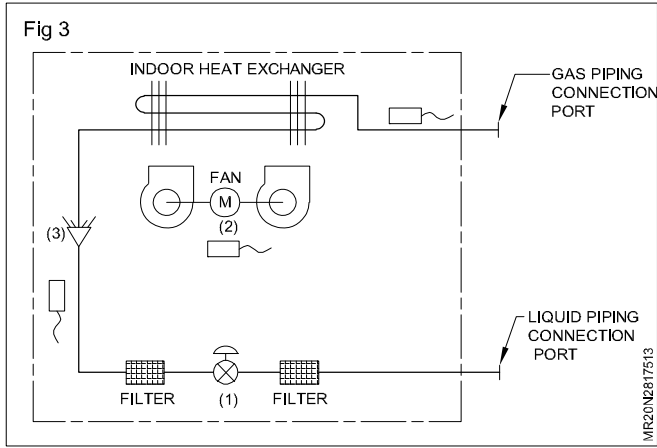 Fig 3
INDOOR HEAT EXCHANGER
GAS PIPING
CONNECTION
PORT
FAN
M
(2)
(3)
LIQUID PIPING
CONNECTION
PORT
FILTER
(1)
FILTER
MR20N2817513